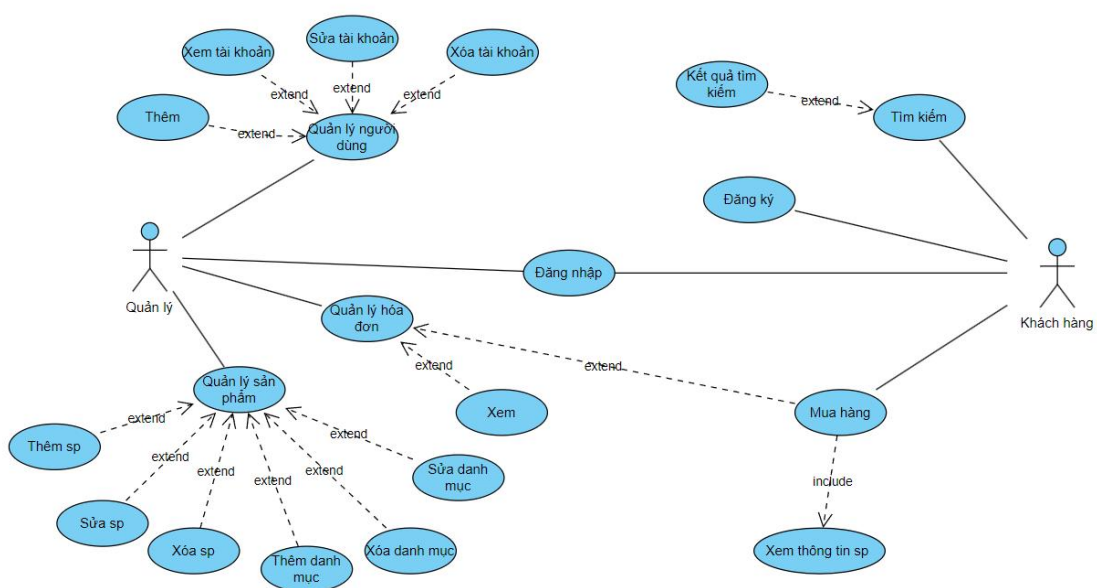 Sửa tài khoản
Xem tài khoản
Xóa tài khoản
extend
extend
extend
Thêm
extend
Quản lý người
dùng
Kết quả tìm
kiếm
extend
Tìm kiếm
Đăng ký
Đăng nhập
Quản lý
Khách hàng
Quản lý hóa
đơn
extend
extend
Xem
Mua hàng
Quản lý sản
phẩm
extend
Thêm sp
extend
extend
extend
extend
extend
Sửa danh
mục
include
Sửa sp
Xóa sp
Thêm danh
mục
Xóa danh mục
Xem thông tin sp